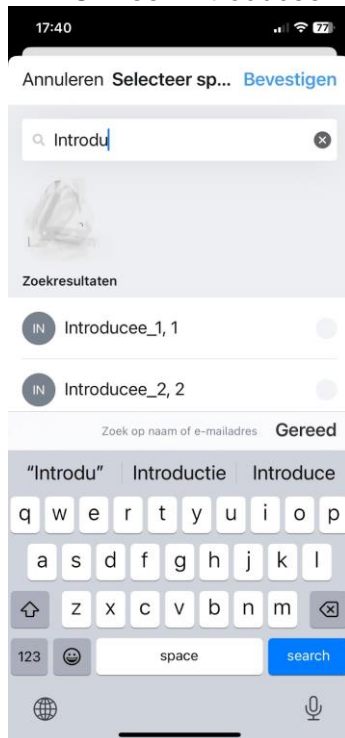 17:40
77
Annuleren Selecteer sp... Bevestigen
Introdu
Zoekresultaten
IN Introducee_1, 1
IN Introducee_2, 2
Zoek op naam of e-mailadres Gereed
"Introdu" Introductie Introduce
q w e r t y u i o p
a s d f g h j k l
z x c v b n m
123 space search